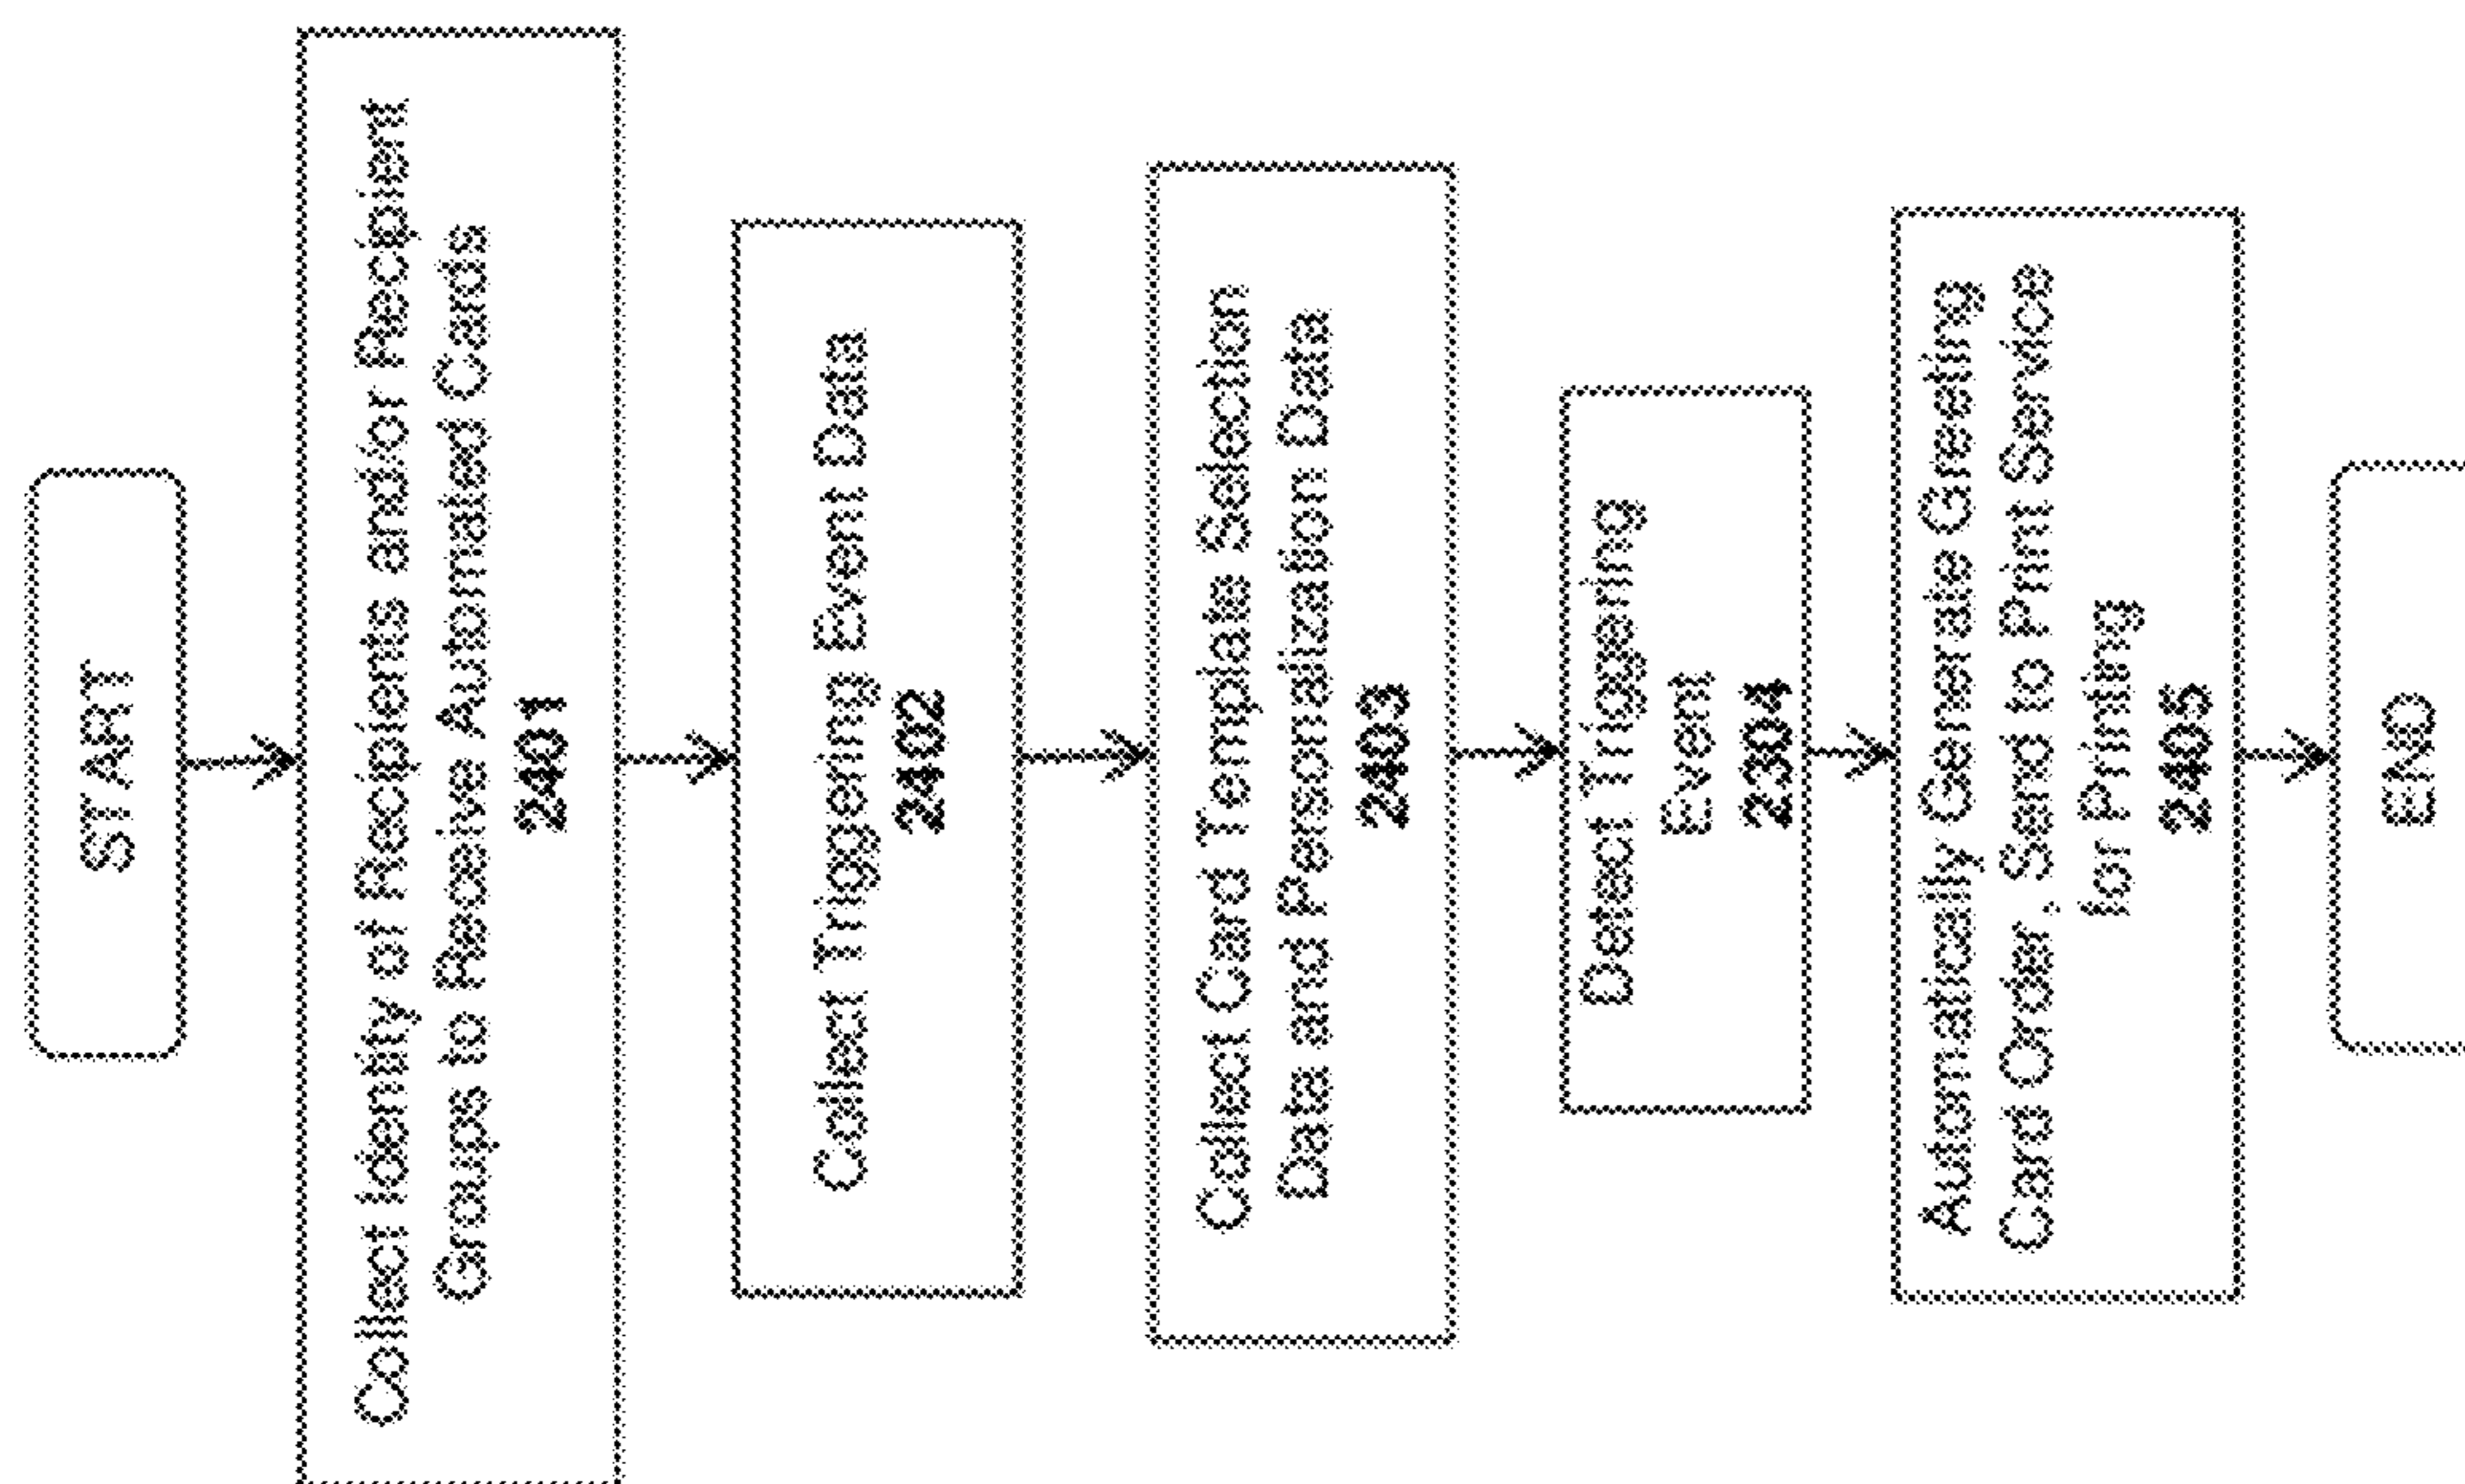 START
Collect Identity of Recipients and/or Recipient
Groups to Receive Automated Cards
2401
Collect Triggering Event Data
2402
Collect Card Template Selection
Data and Personalization Data
2403
Detect Triggering
Event
2304
Automatically Generate Greeting
Card Order, Send to Print Service
for Printing
2405
END